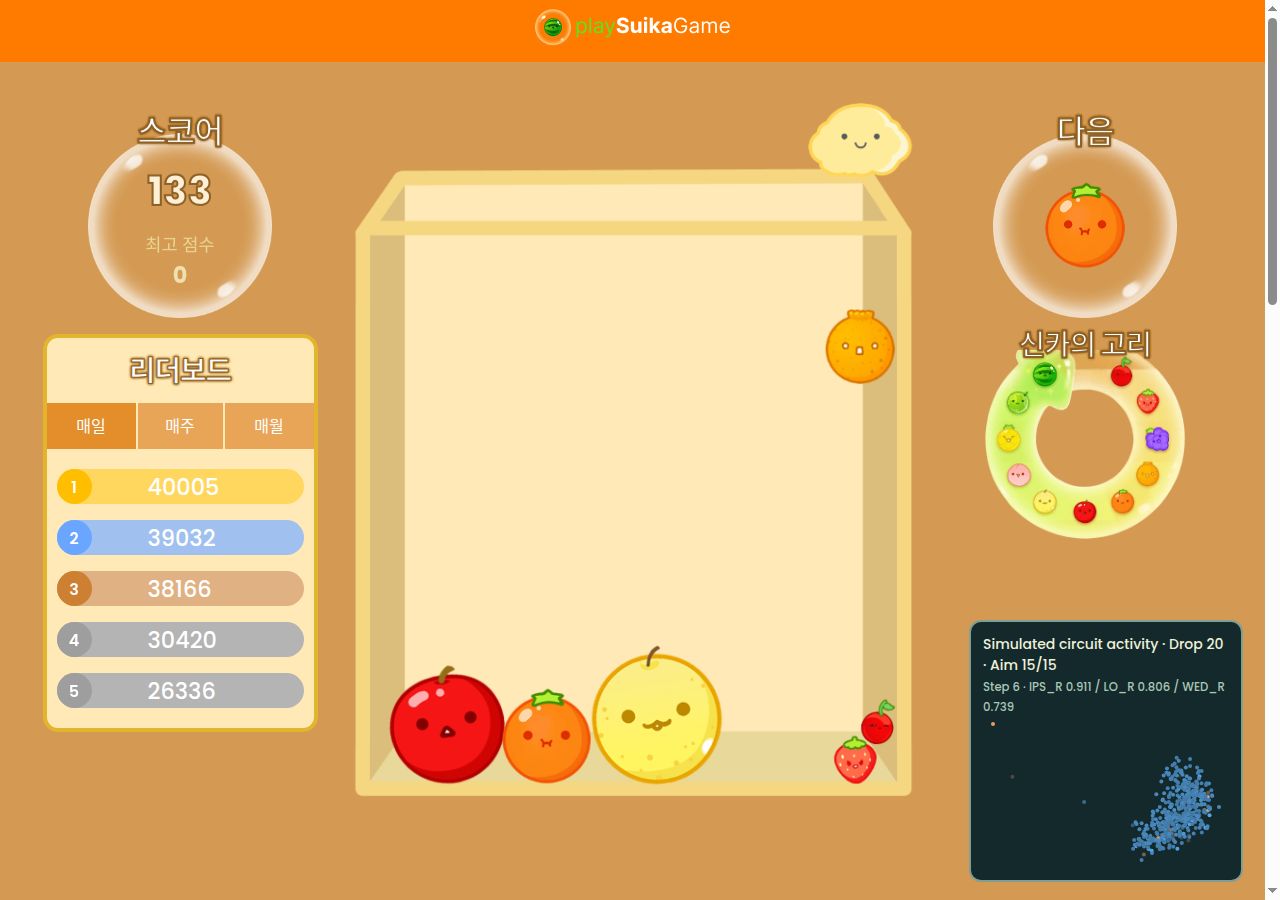 playSuikaGame
스코어
133
최고 점수
0
다음
신카의 고리
리더보드
매일 매주 매월
1 40005
2 39032
3 38166
4 30420
5 26336
Simulated circuit activity · Drop 20
· Aim 15/15
Step 6 · IPS_R 0.911 / LO_R 0.806 / WED_R
0.739